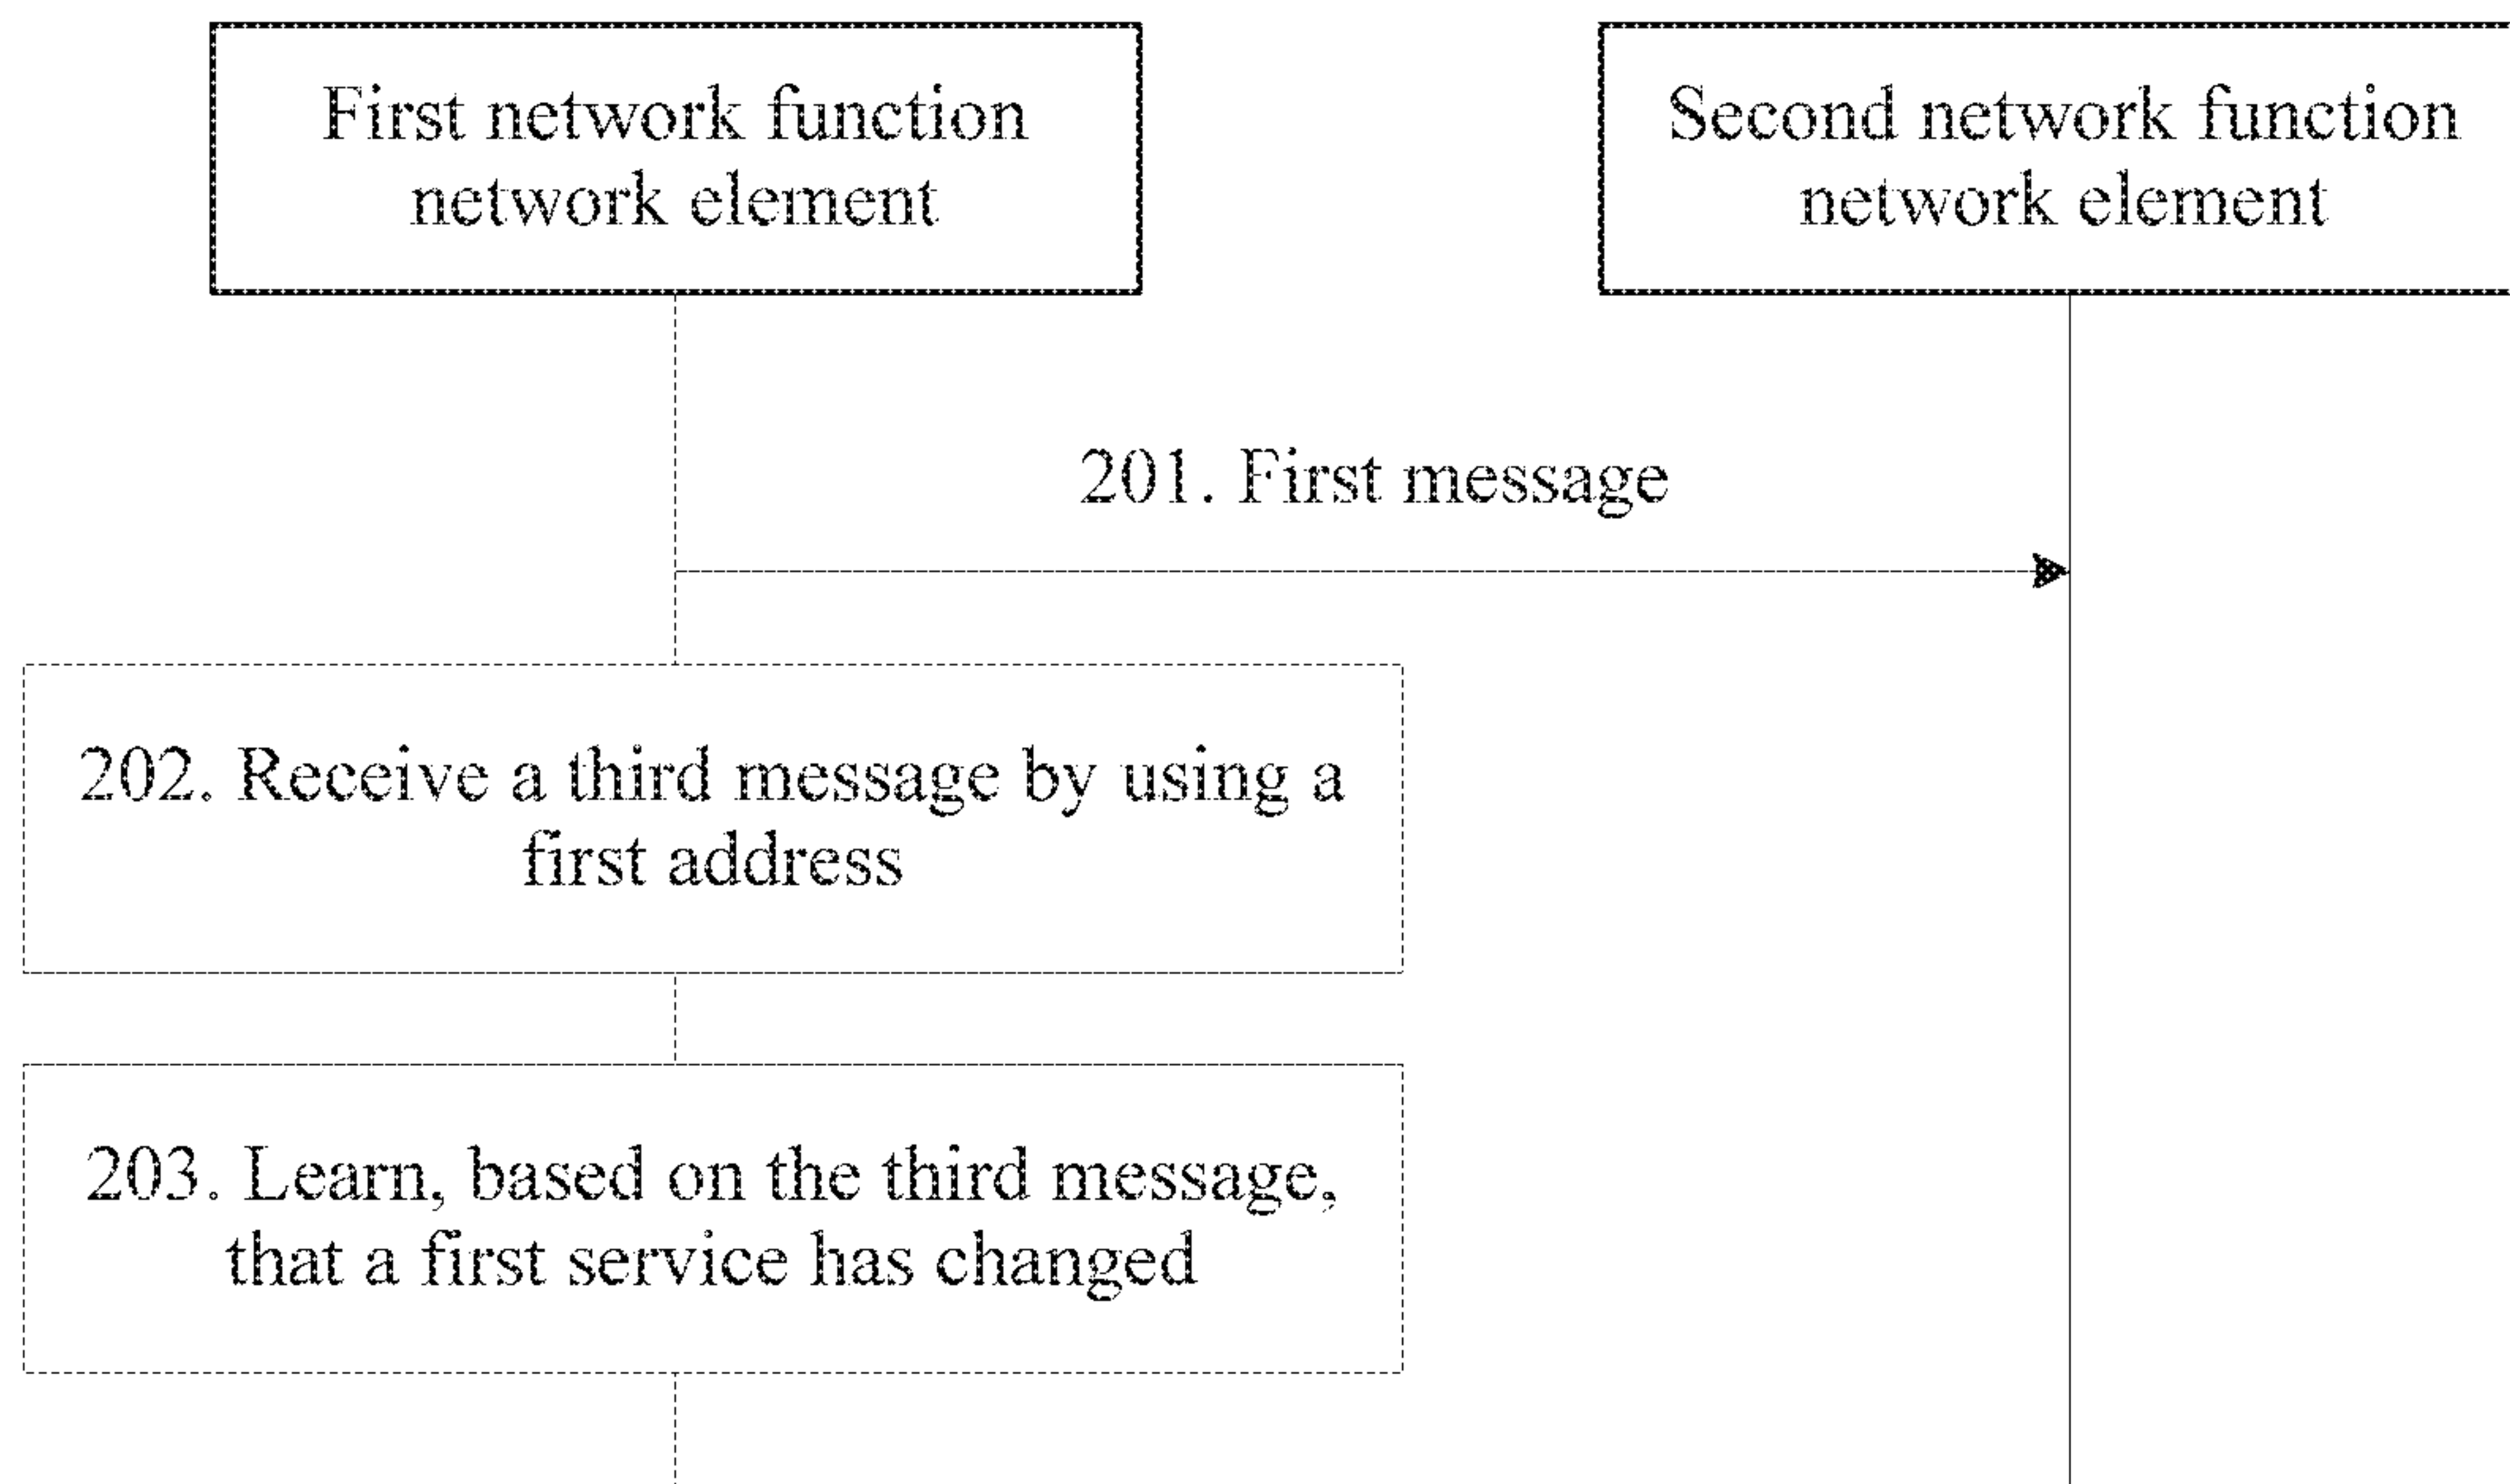 First network function
network element
Second network function
network element
201. First message
202. Receive a third message by using a
first address
203. Learn, based on the third message,
that a first service has changed